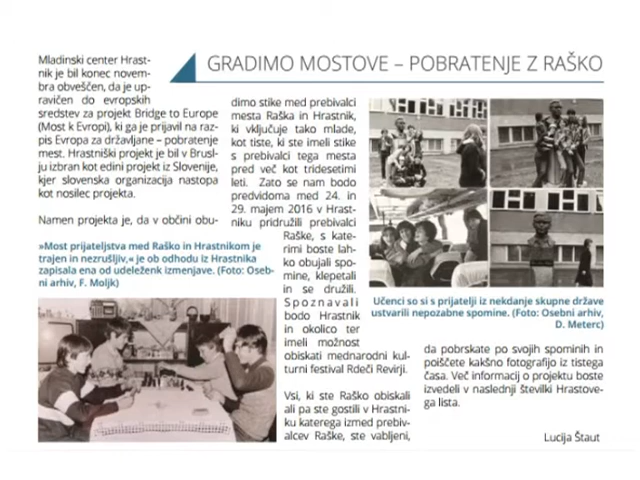 GRADIMO MOSTOVE – POBRATENJE Z RAŠKO
Mladinski center Hrast-
nik je bil konec novem-
bra obveščen, da je up-
ravičen do evropskih
sredstev za projekt Bridge to Europe
(Most k Evropi), ki ga je prijavil na raz-
pis Evropa za državljane – pobratenje
mest. Hrastniški projekt je bil v Brusl-
ju izbran kot edini projekt iz Slovenije,
kjer slovenska organizacija nastopa
kot nosilec projekta.
Namen projekta je, da v občini obu-
»Most prijateljstva med Raško in Hrastnikom je
trajen in nezrušljiv,« je ob odhodu iz Hrastnika
zapisala ena od udeleženk izmenjave. (Foto: Oseb-
ni arhiv, F. Moljk)
dimo stike med prebivalci
mesta Raška in Hrastnik,
ki vključuje tako mlade,
kot tiste, ki ste imeli stike
s prebivalci tega mesta
pred več kot tridesetimi
leti. Zato se nam bodo
predvidoma med 24. in
29. majem 2016 v Hrast-
niku pridružili prebivalci
Raške, s kate-
rimi boste lah-
ko obujali spo-
mine, klepetali
in se družili.
Spoznavali
bodo Hrastnik
in okolico ter
imeli možnost
obiskati mednarodni kul-
turni festival Rdeči Revirji.
Vsi, ki ste Raško obiskali
ali pa ste gostili v Hrastni-
ku katerega izmed prebiv-
alcev Raške, ste vabljeni,
Učenci so si s prijatelji iz nekdanje skupne države
ustvarili nepozabne spomine. (Foto: Osebni arhiv,
D. Meterc)
da pobrskate po svojih spominih in
poiščete kakšno fotografijo iz tistega
časa. Več informacij o projektu boste
izvedeli v naslednji številki Hrastove-
ga lista.
Lucija Štaut